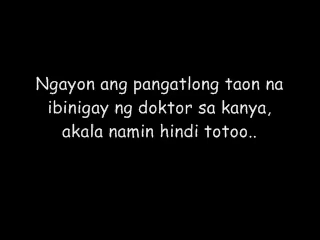 Ngayon ang pangatlong taon na
ibinigay ng doktor sa kanya,
akala namin hindi totoo..